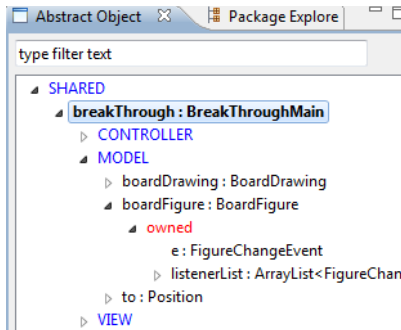 Abstract Object Package Explore
type filter text
SHARED
breakThrough : BreakThroughMain
CONTROLLER
MODEL
boardDrawing : BoardDrawing
boardFigure : BoardFigure
owned
e : FigureChangeEvent
listenerList : ArrayList<FigureChan
to : Position
VIEW